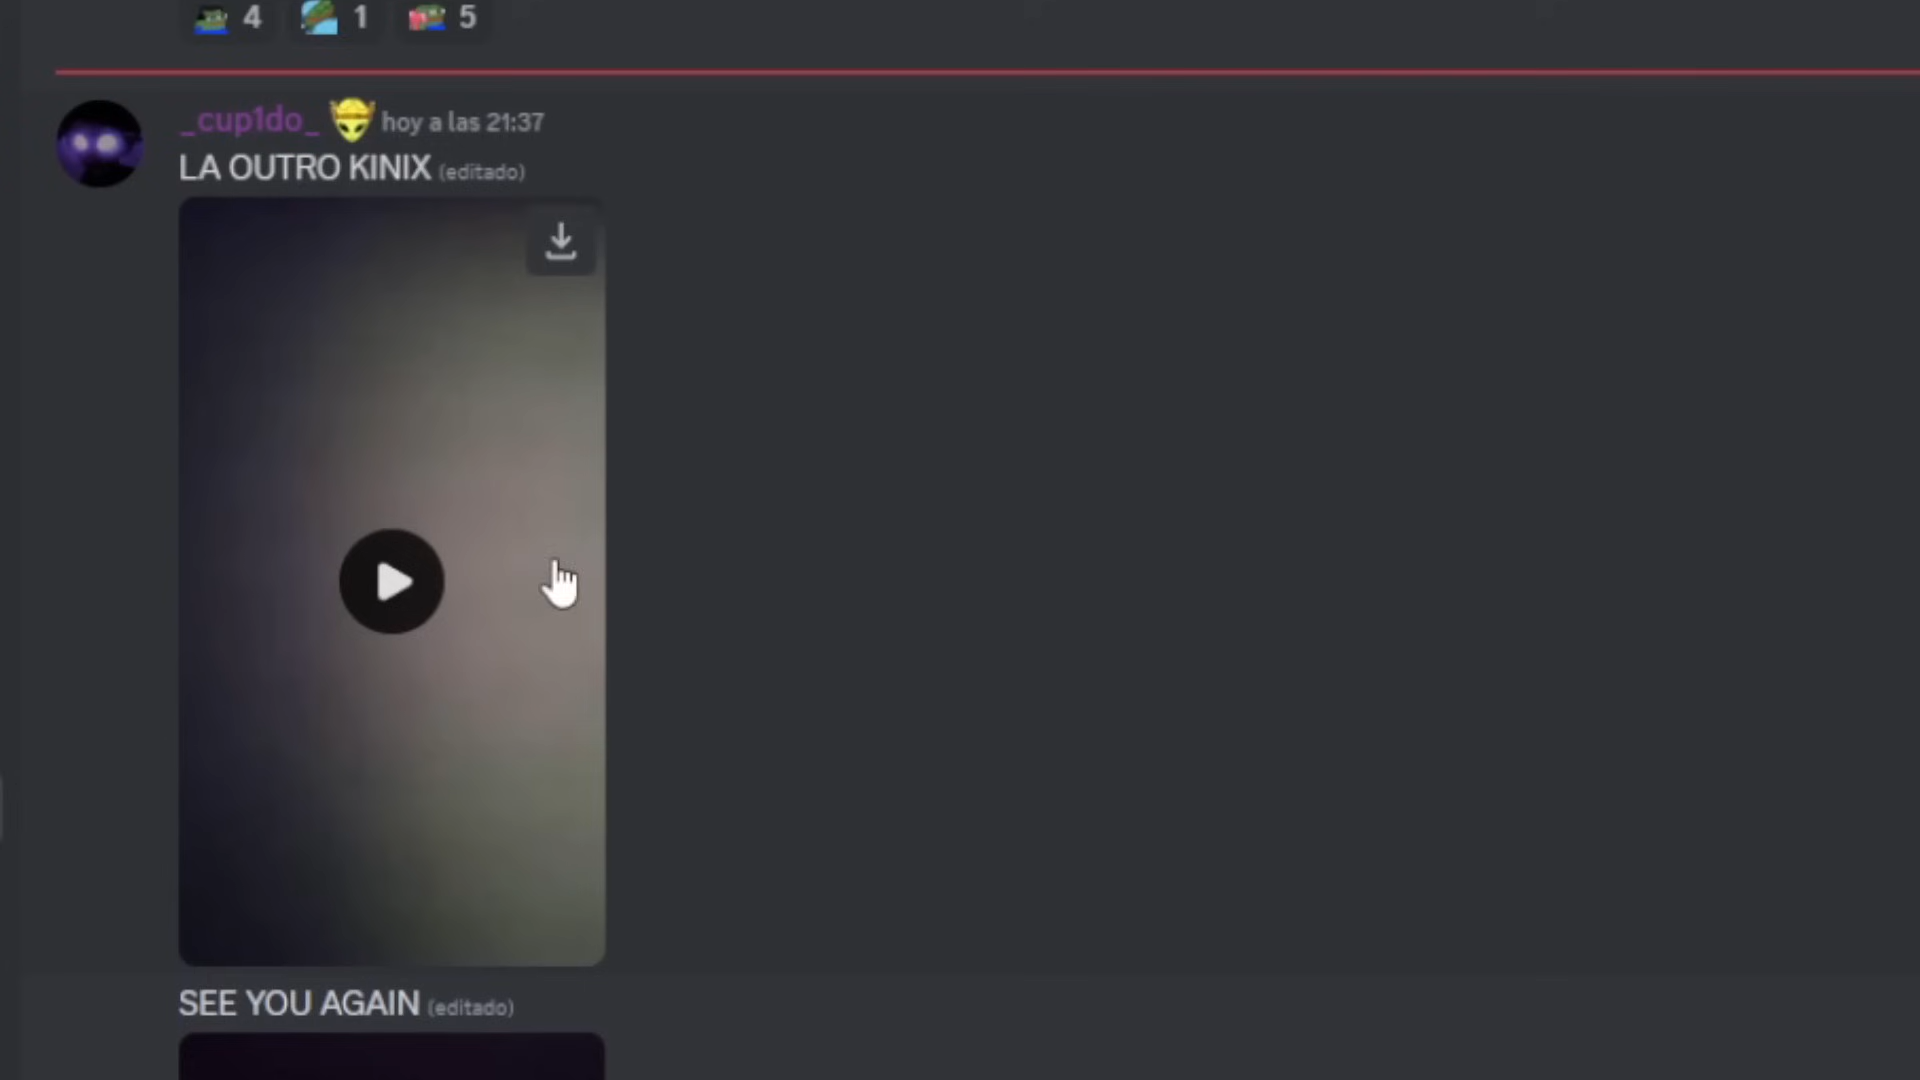 4 1 5
_cup1do_ hoy a las 21:37
LA OUTRO KINIX (editado)
SEE YOU AGAIN (editado)